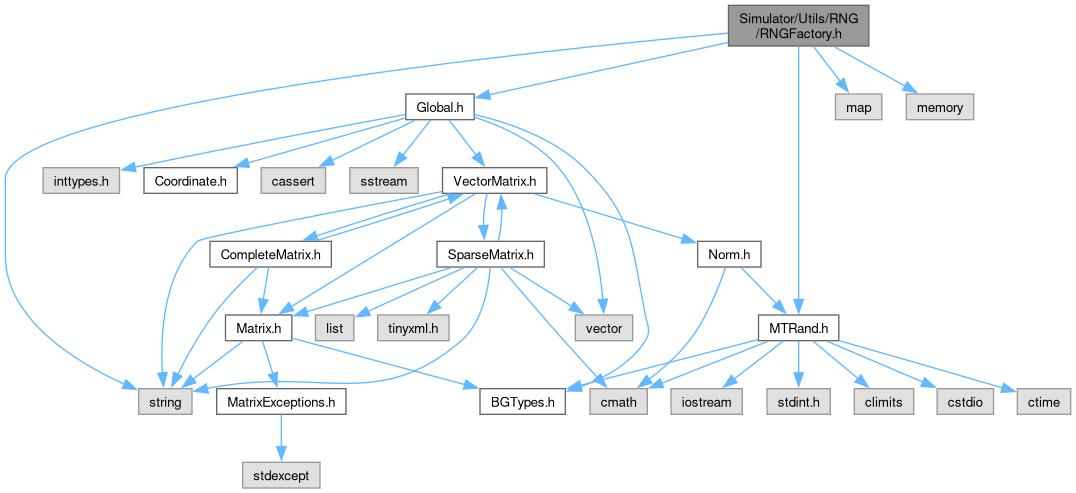 Simulator/Utils/RNG
/RNGFactory.h
Global.h
map
memory
inttypes.h
Coordinate.h
cassert
sstream
VectorMatrix.h
CompleteMatrix.h
SparseMatrix.h
Norm.h
Matrix.h
list
tinyxml.h
vector
MTRand.h
string
MatrixExceptions.h
BGTypes.h
cmath
iostream
stdint.h
climits
cstdio
ctime
stdexcept